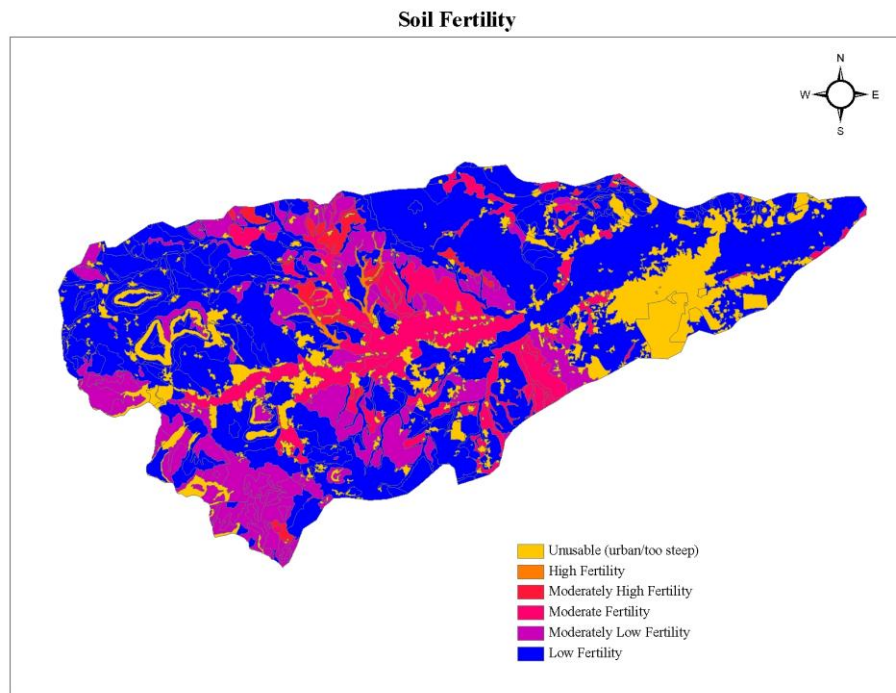 Soil Fertility
N
W E
S
Unusable (urban/too steep)
High Fertility
Moderately High Fertility
Moderate Fertility
Moderately Low Fertility
Low Fertility